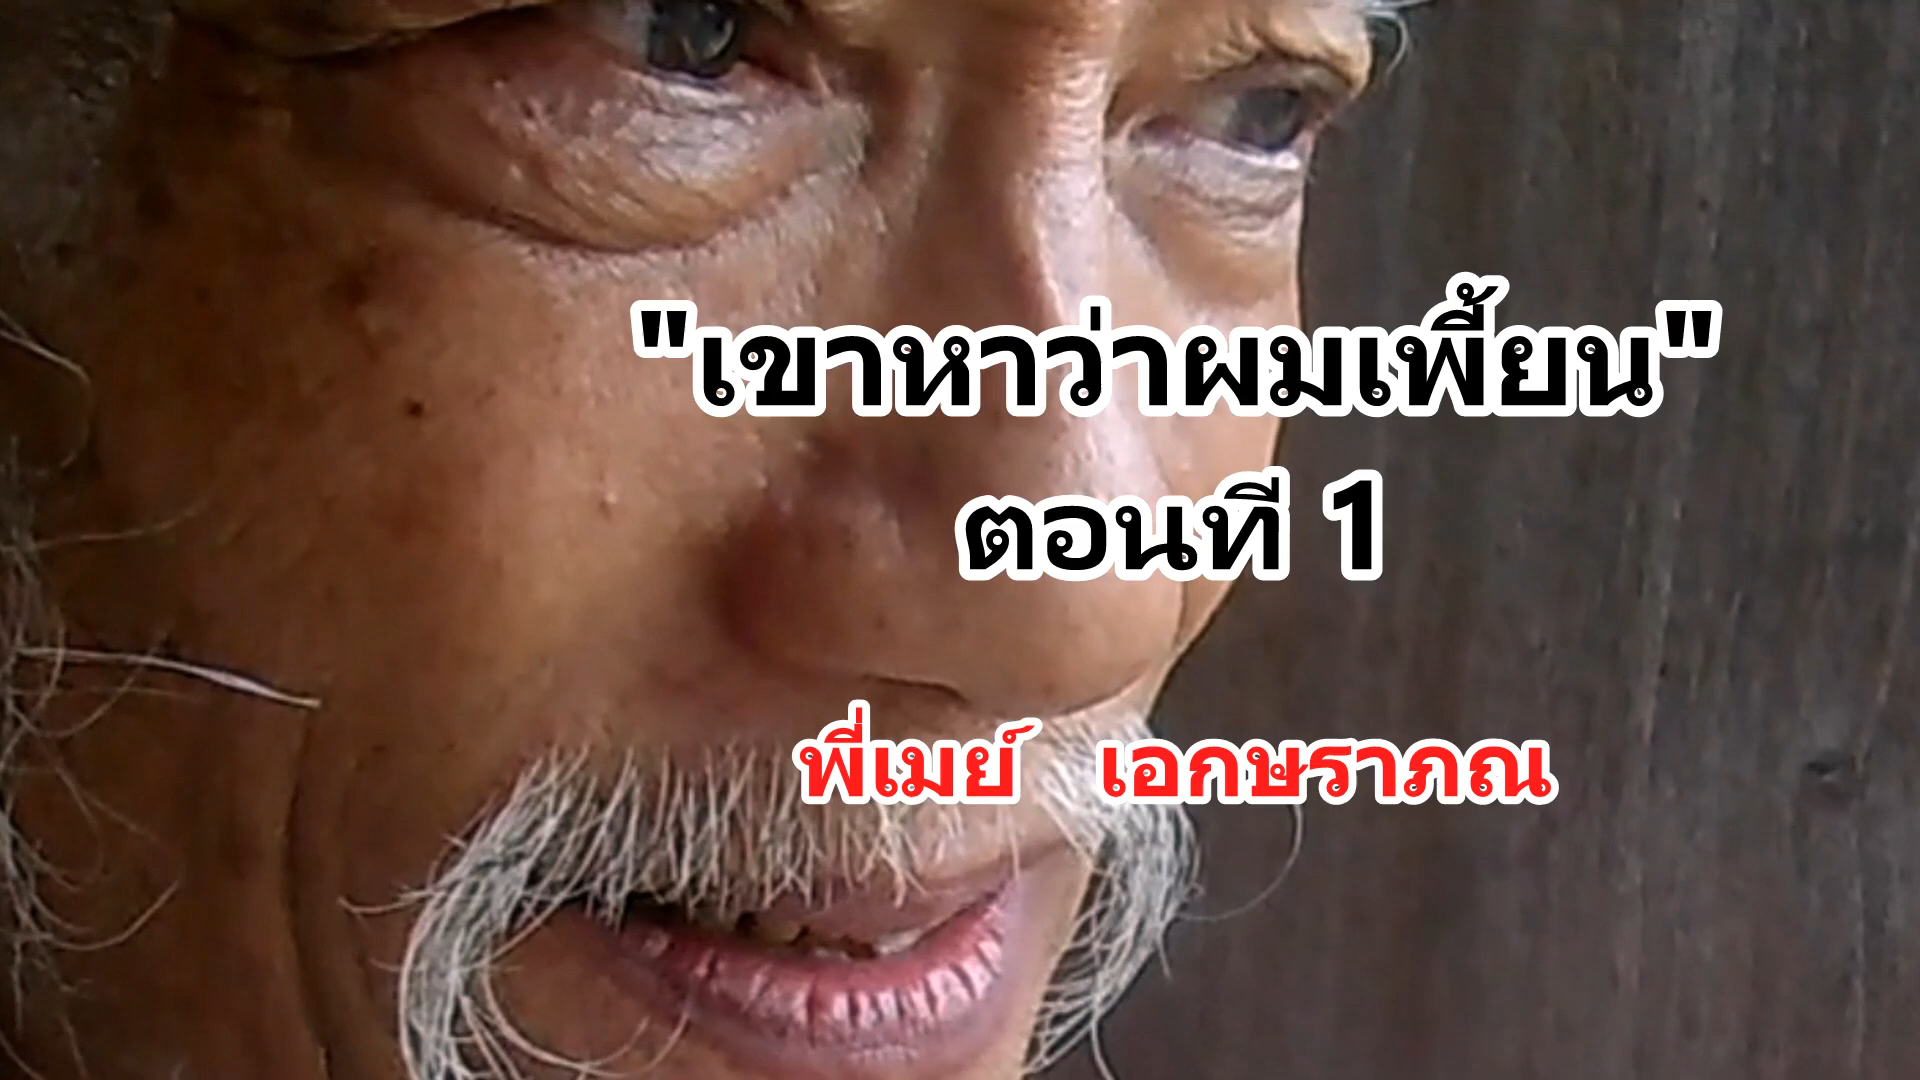 "เขาหาว่าผมเพี้ยน"
ตอนที 1
พี่เมย์ เอกษราภณ